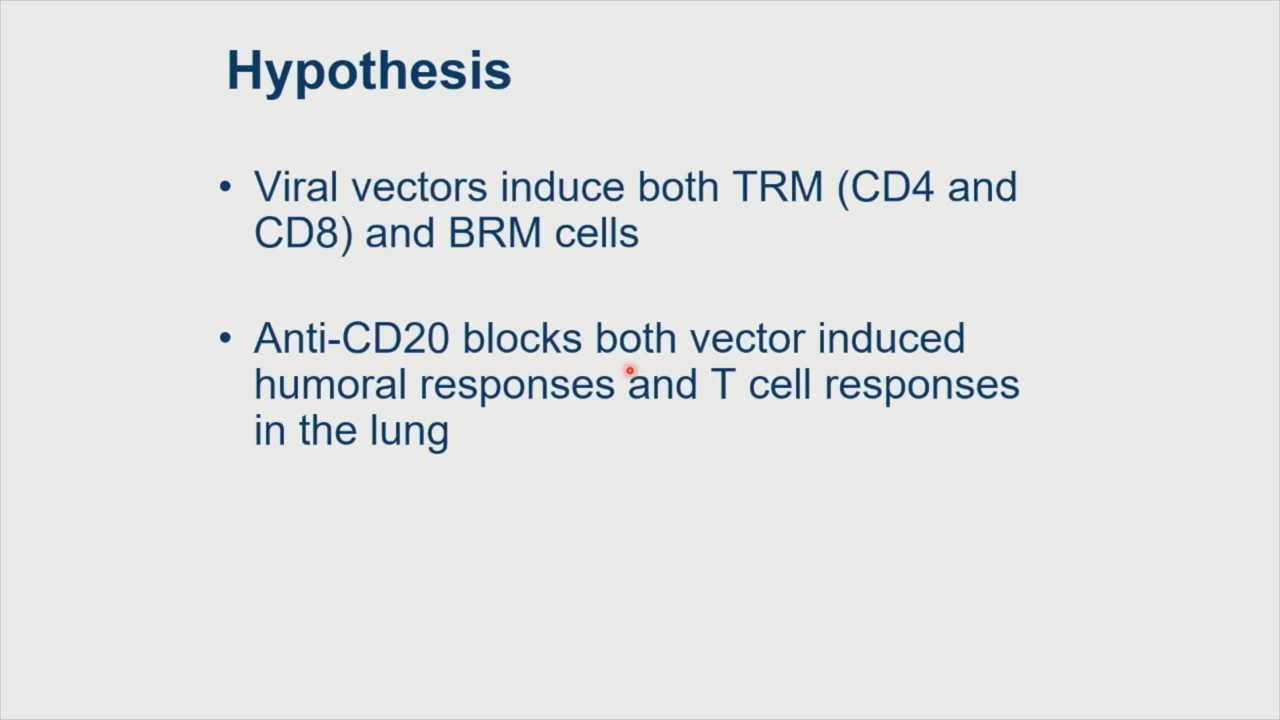 Hypothesis
• Viral vectors induce both TRM (CD4 and
CD8) and BRM cells
• Anti-CD20 blocks both vector induced
humoral responses and T cell responses
in the lung